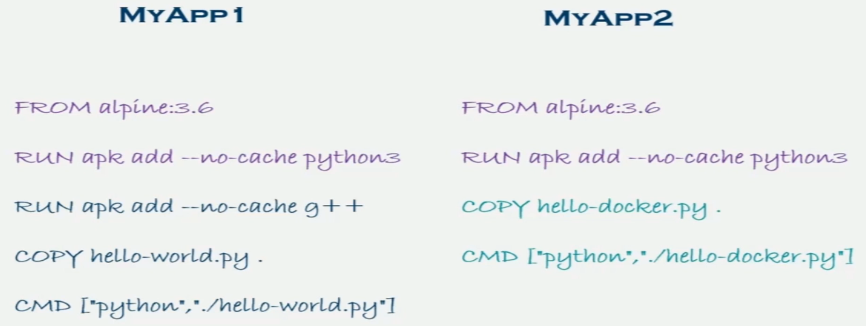 MYAPP1
FROM alpine:3.6
RUN apk add --no-cache python3
RUN apk add --no-cache g++
COPY hello-world.py .
CMD ["python","./hello-world.py"]
MYAPP2
FROM alpine:3.6
RUN apk add --no-cache python3
COPY hello-docker.py .
CMD ["python","./hello-docker.py"]